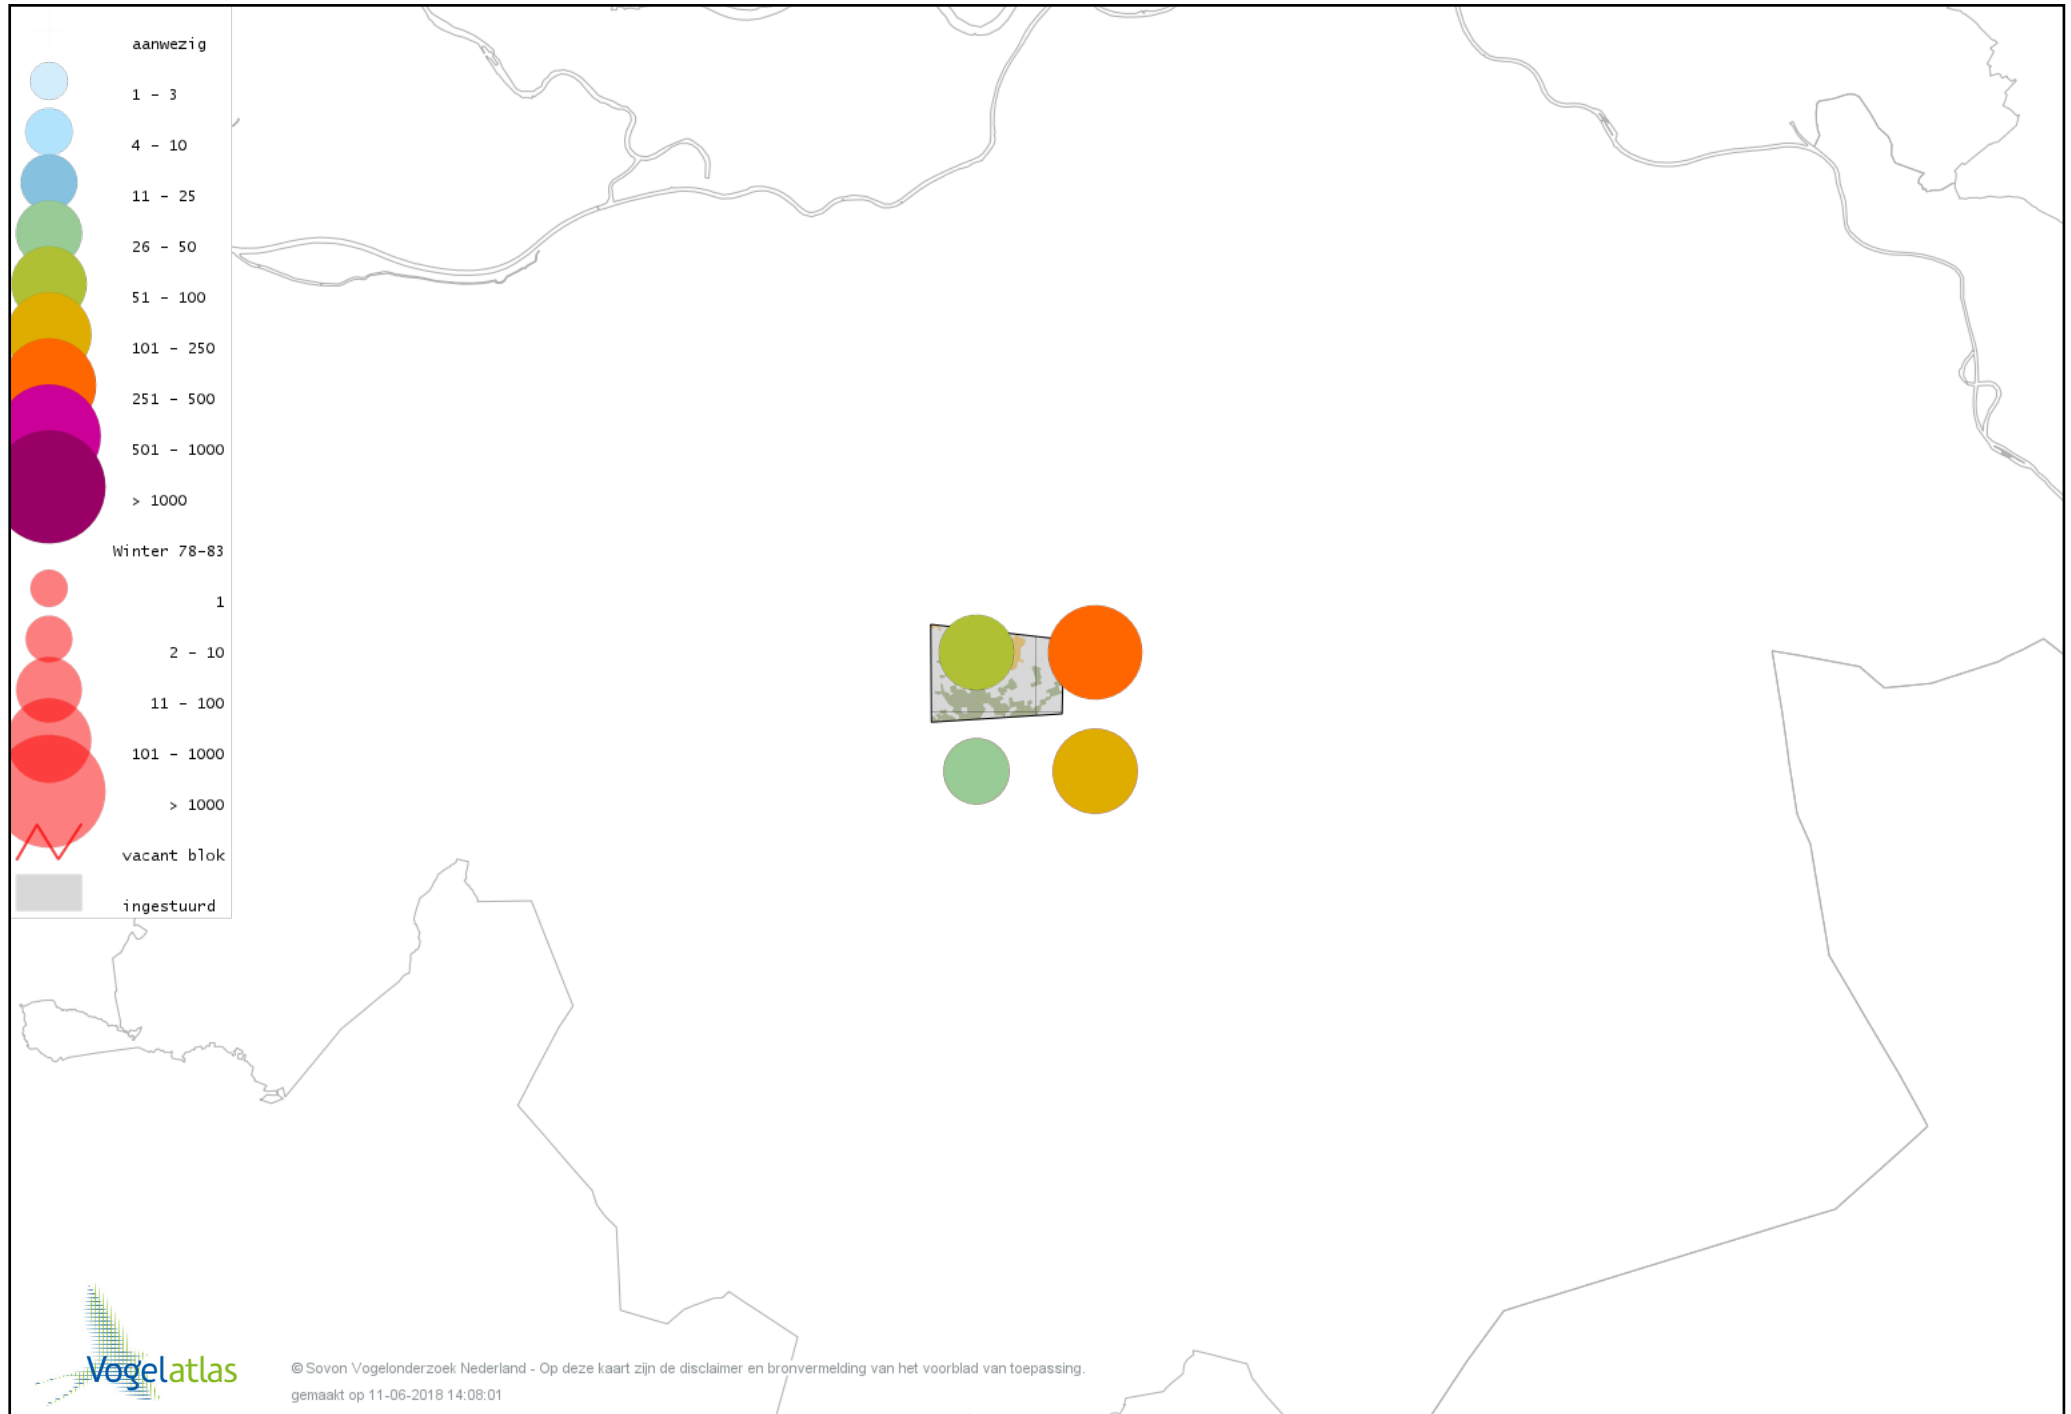 aanwezig
1 - 3
4 - 10
11 - 25
26 - 50
51 - 100
101 - 250
251 - 500
501 - 1000
> 1000
Winter 78-83
1
2 - 10
11 - 100
101 - 1000
> 1000
vacant blok
ingestuurd
Vogelatlas
© Sovon Vogelonderzoek Nederland - Op deze kaart zijn de disclaimer en bronvermelding van het voorblad van toepassing.
gemaakt op 11-06-2018 14:08:01